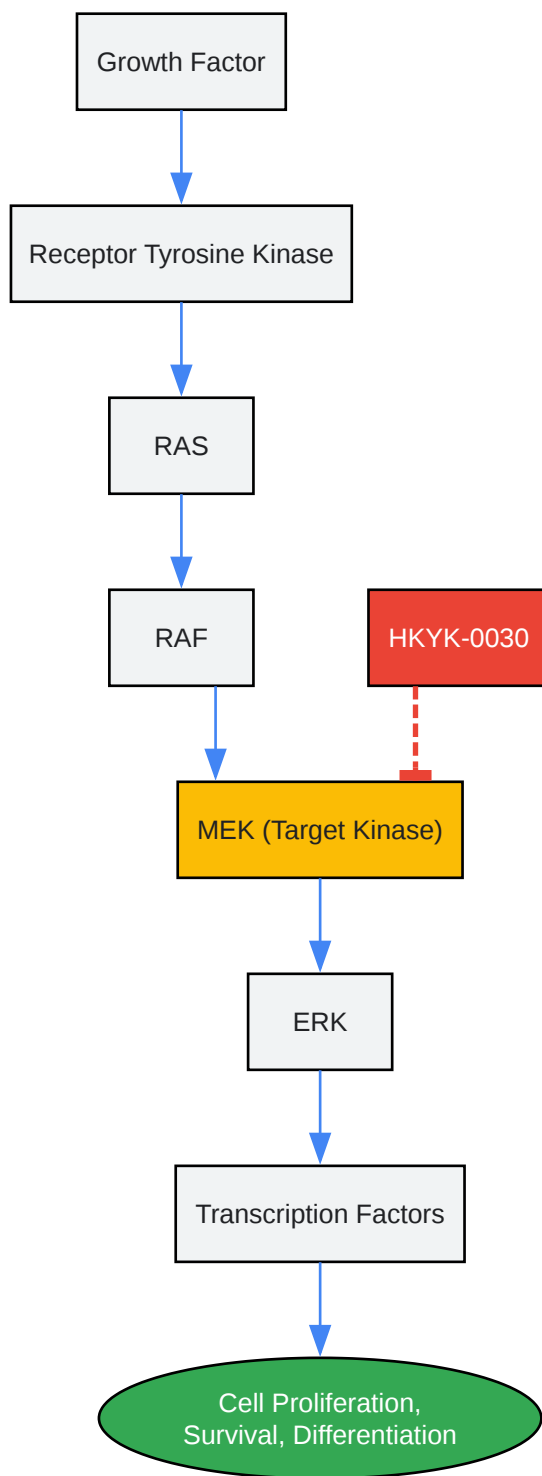 Growth Factor
Receptor Tyrosine Kinase
RAS
RAF
HKYK-0030
MEK (Target Kinase)
ERK
Transcription Factors
Cell Proliferation,
Survival, Differentiation